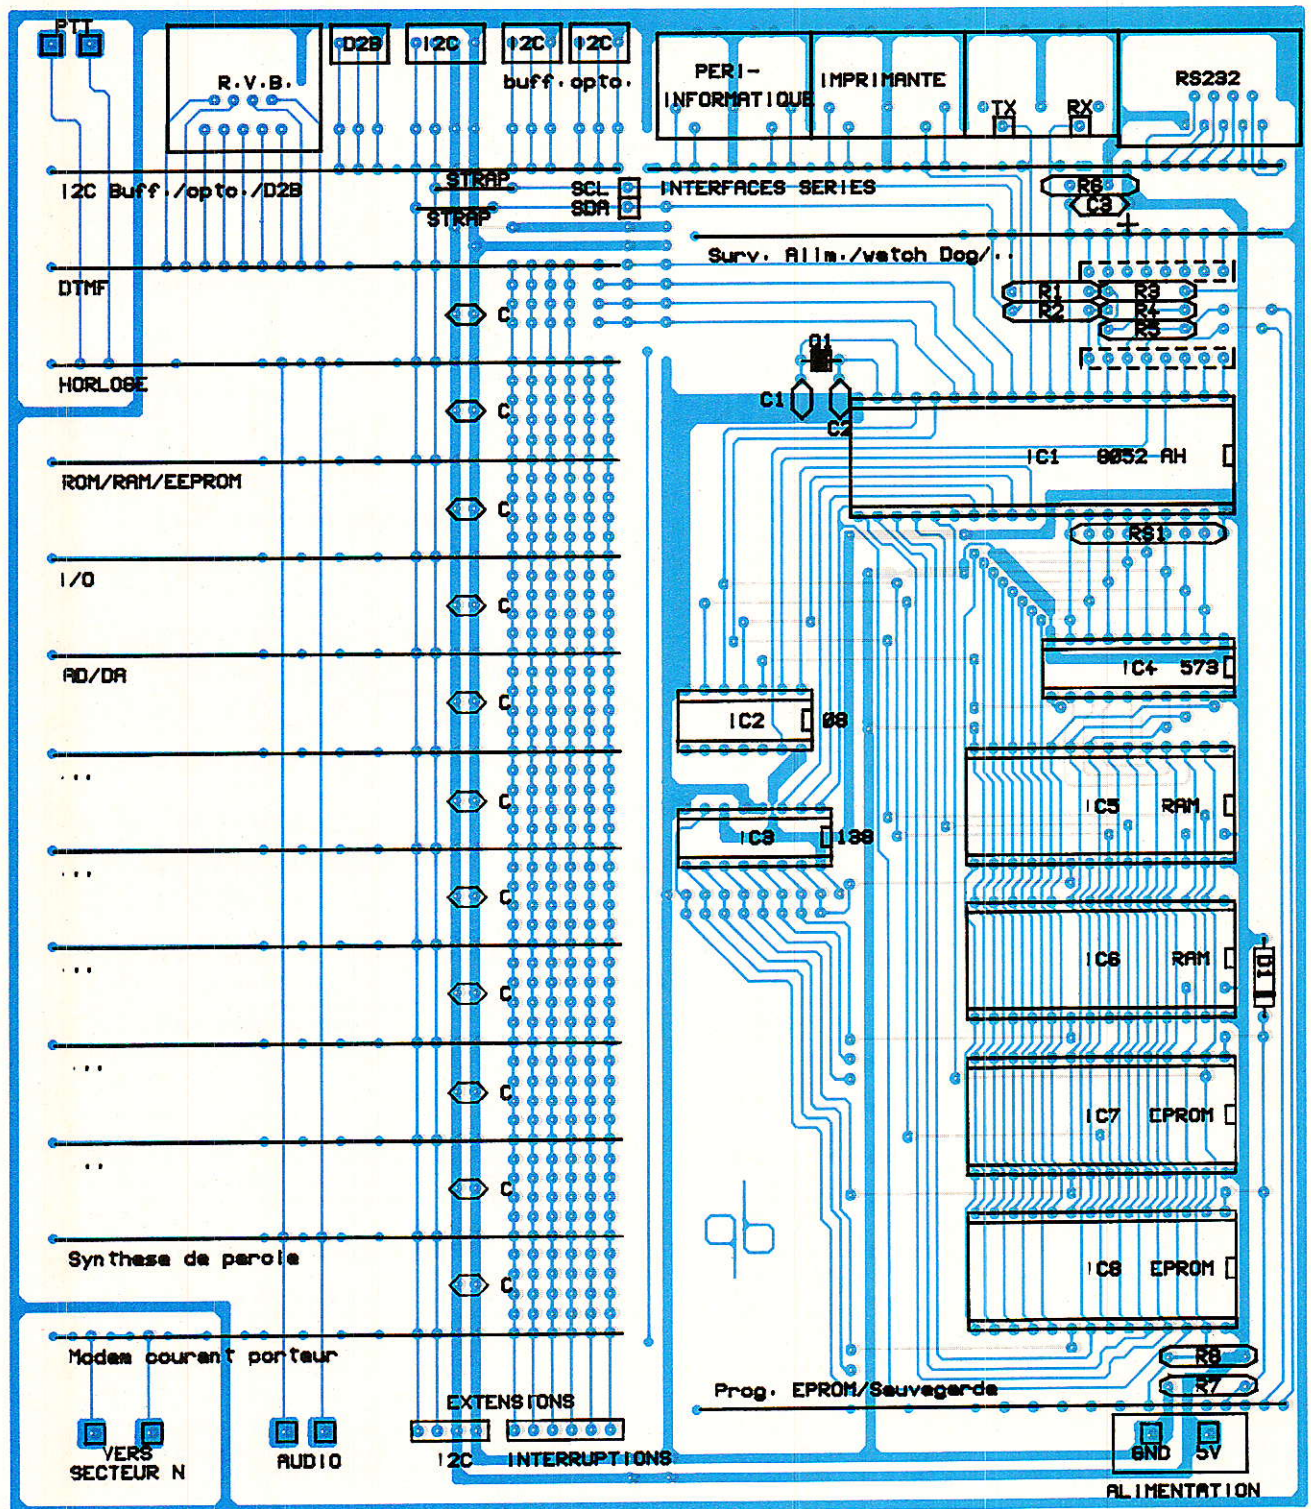 PTT
R.V.B.
D2B
I2C
I2C
I2C
buff. opto.
PERI-
INFORMATIQUE
IMPRIMANTE
TX
RX
RS232
I2C Buff./opto./D2B
STRAP
STRAP
SCL
SDA
INTERFACES SERIES
R6
C3
+
Surv. Alim./watch Dog/..
DTMF
C
R1
R3
R2
R4
R5
Q1
HORLOGE
C
C1
C2
IC1 8052 AH
ROM/RAM/EEPROM
C
RS1
I/O
C
AD/DA
IC4 573
C
IC2 08
...
C
IC5 RAM
IC3 138
...
C
...
C
IC6 RAM
D1
...
C
IC7 EPROM
..
C
Synthese de parole
C
IC8 EPROM
Modem courant porteur
R8
R7
Prog. EPROM/Sauvegarde
EXTENSIONS
VERS
SECTEUR N
AUDIO
I2C
INTERRUPTIONS
GND 5V
ALIMENTATION